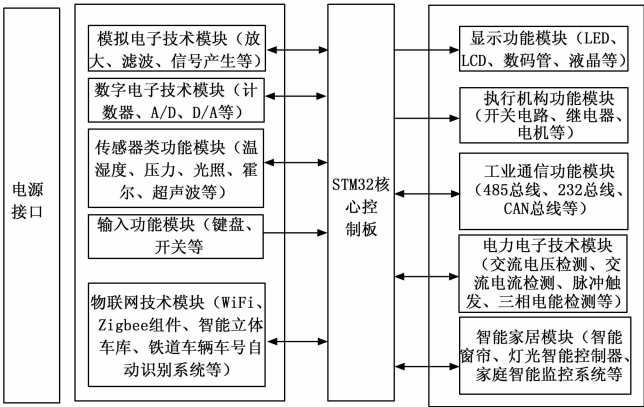 电源
接口
模拟电子技术模块（放
大、滤波、信号产生等）
数字电子技术模块（计
数器、A/D、D/A等）
传感器类功能模块（温
湿度、压力、光照、霍
尔、超声波等）
输入功能模块（键盘、
开关等
物联网技术模块（WiFi、
Zigbee组件、智能立体
车库、铁道车辆车号自
动识别系统等）
STM32核
心控
制板
显示功能模块（LED、
LCD、数码管、液晶等）
执行机构功能模块
（开关电路、继电器、
电机等）
工业通信功能模块
（485总线、232总线、
CAN总线等）
电力电子技术模块
（交流电压检测、交
流电流检测、脉冲触
发、三相电能检测等）
智能家居模块（智能
窗帘、灯光智能控制器、
家庭智能监控系统等